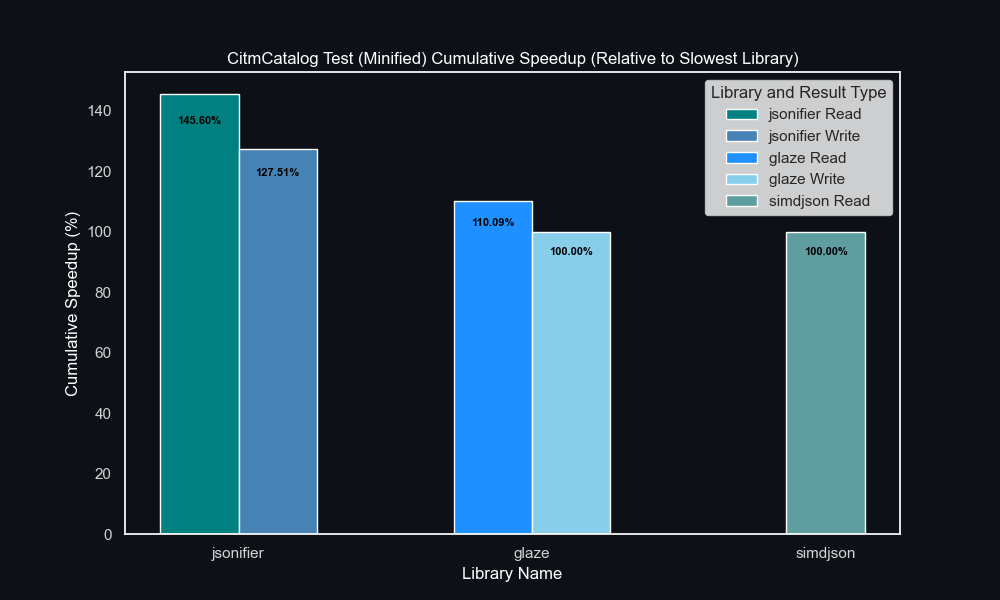 CitmCatalog Test (Minified) Cumulative Speedup (Relative to Slowest Library)
Library and Result Type
jsonifier Read
jsonifier Write
glaze Read
glaze Write
simdjson Read
Cumulative Speedup (%)
140
120
100
80
60
40
20
0
145.60%
127.51%
110.09%
100.00%
100.00%
jsonifier
glaze
simdjson
Library Name